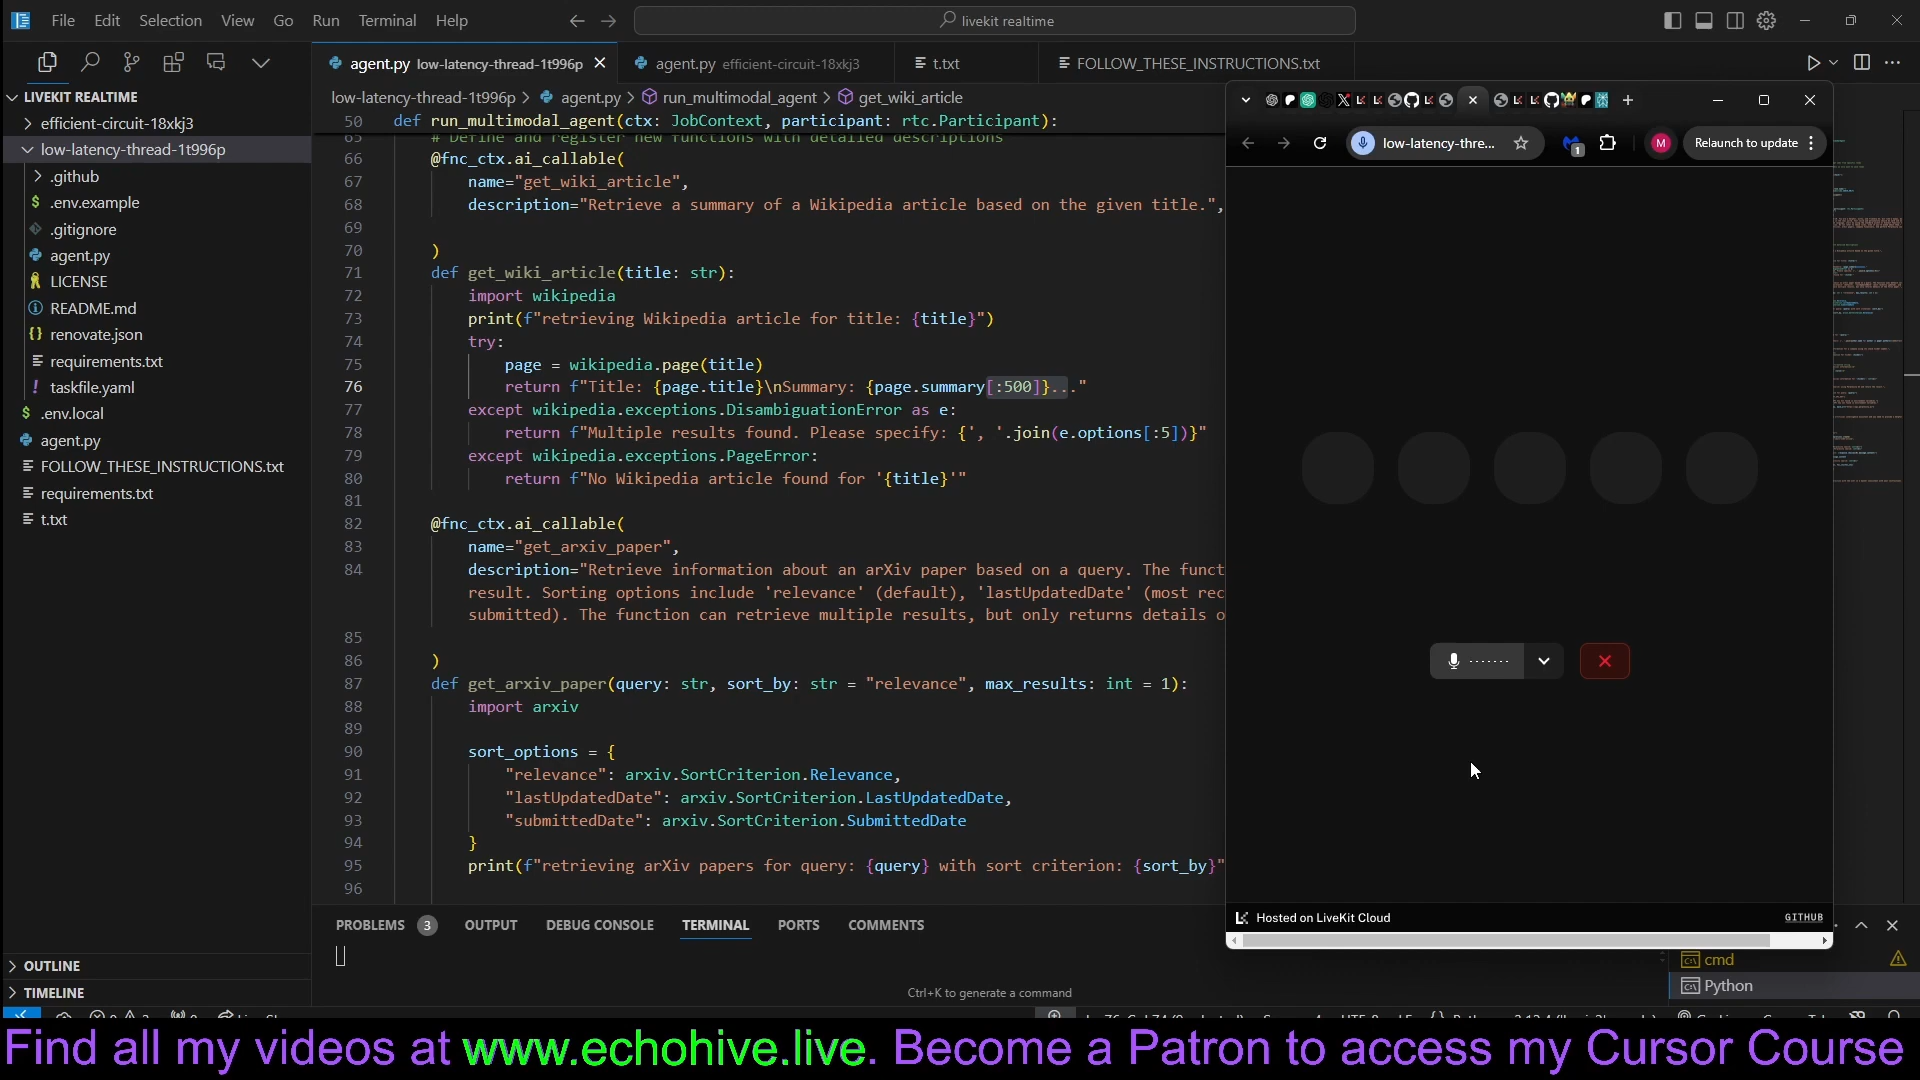 File Edit Selection View Go Run Terminal Help
livekit realtime
LIVEKIT REALTIME
efficient-circuit-18xkj3
low-latency-thread-1t996p
.github
.env.example
.gitignore
agent.py
LICENSE
README.md
renovate.json
requirements.txt
taskfile.yaml
.env.local
agent.py
FOLLOW_THESE_INSTRUCTIONS.txt
requirements.txt
t.txt
OUTLINE
TIMELINE
agent.py low-latency-thread-1t996p
agent.py efficient-circuit-18xkj3
t.txt
FOLLOW_THESE_INSTRUCTIONS.txt
low-latency-thread-1t996p > agent.py > run_multimodal_agent > get_wiki_article
50 def run_multimodal_agent(ctx: JobContext, participant: rtc.Participant):
65 # Define and register new functions with detailed descriptions
66 @fnc_ctx.ai_callable(
67 name="get_wiki_article",
68 description="Retrieve a summary of a Wikipedia article based on the given title.",
69
70 )
71 def get_wiki_article(title: str):
72 import wikipedia
73 print(f"retrieving Wikipedia article for title: {title}")
74 try:
75 page = wikipedia.page(title)
76 return f"Title: {page.title}\nSummary: {page.summary[:500]}..."
77 except wikipedia.exceptions.DisambiguationError as e:
78 return f"Multiple results found. Please specify: {', '.join(e.options[:5])}"
79 except wikipedia.exceptions.PageError:
80 return f"No Wikipedia article found for '{title}'"
81
82 @fnc_ctx.ai_callable(
83 name="get_arxiv_paper",
84 description="Retrieve information about an arXiv paper based on a query. The funct
result. Sorting options include 'relevance' (default), 'lastUpdatedDate' (most rec
submitted). The function can retrieve multiple results, but only returns details o
85
86 )
87 def get_arxiv_paper(query: str, sort_by: str = "relevance", max_results: int = 1):
88 import arxiv
89
90 sort_options = {
91 "relevance": arxiv.SortCriterion.Relevance,
92 "lastUpdatedDate": arxiv.SortCriterion.LastUpdatedDate,
93 "submittedDate": arxiv.SortCriterion.SubmittedDate
94 }
95 print(f"retrieving arXiv papers for query: {query} with sort criterion: {sort_by}"
96
low-latency-thre...
1
M
Relaunch to update
Hosted on LiveKit Cloud
GITHUB
PROBLEMS 3 OUTPUT DEBUG CONSOLE TERMINAL PORTS COMMENTS
Ctrl+K to generate a command
cmd
Python
Find all my videos at www.echohive.live. Become a Patron to access my Cursor Course